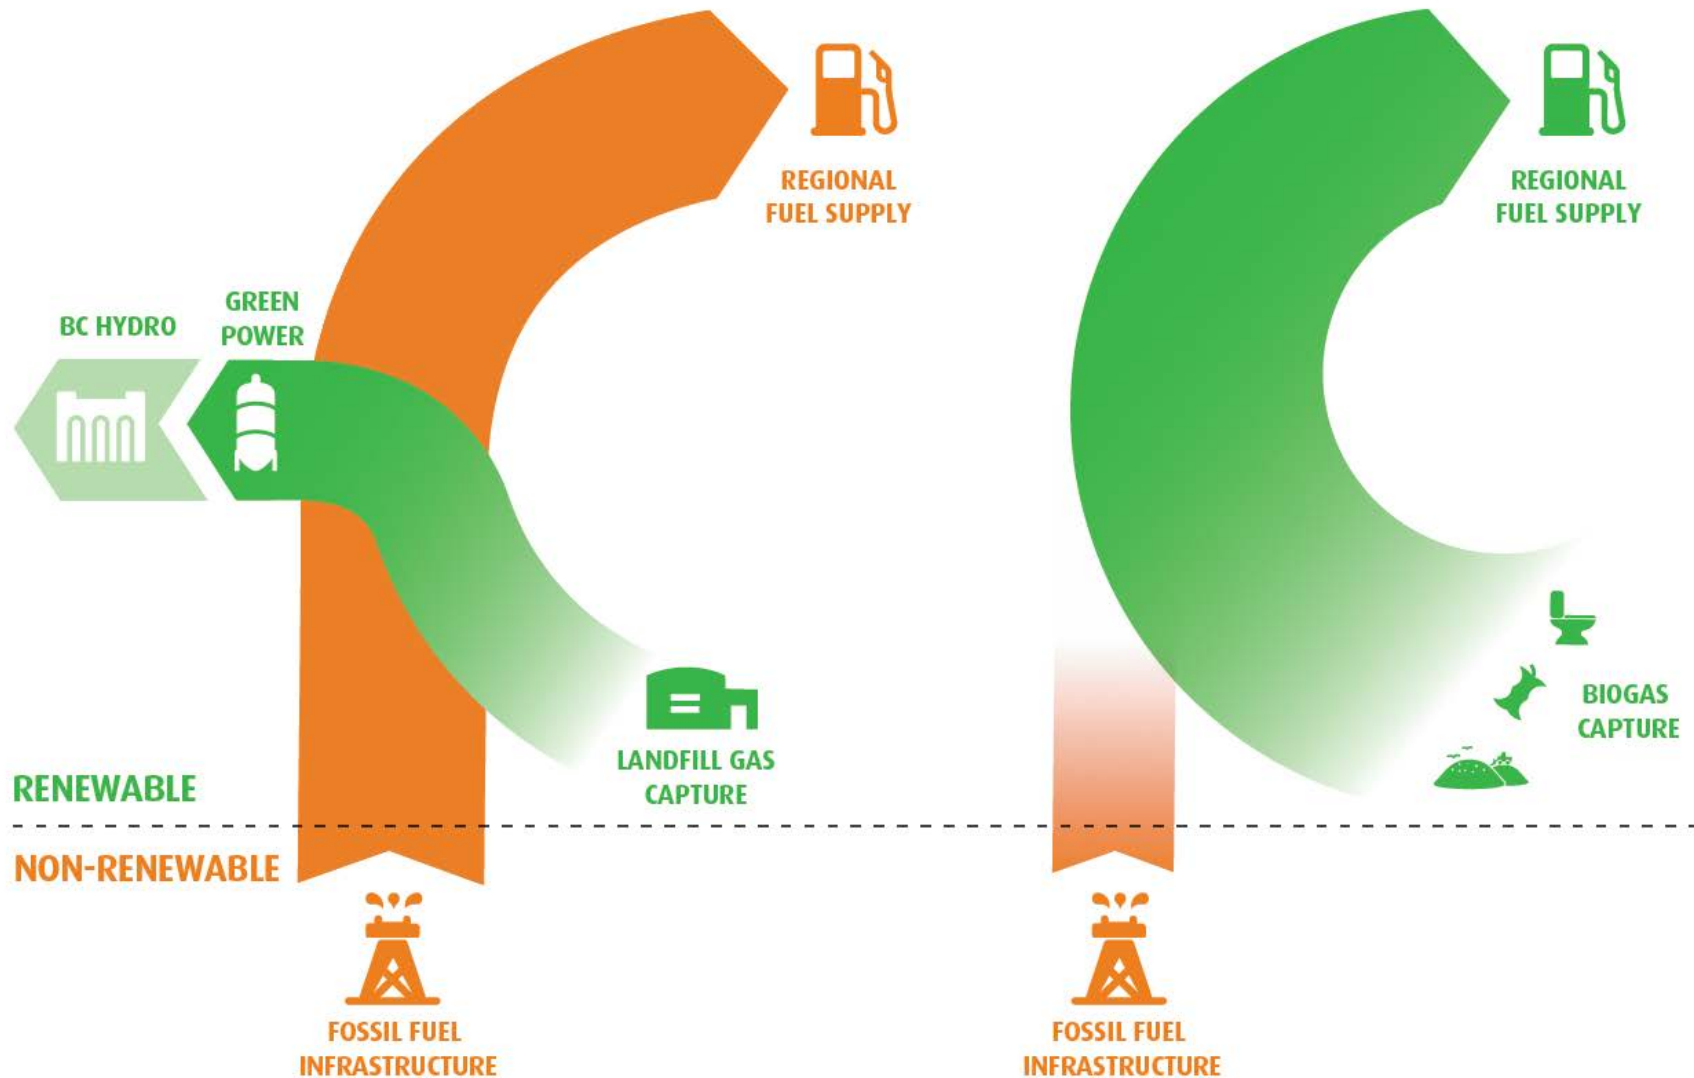 REGIONAL
FUEL SUPPLY
REGIONAL
FUEL SUPPLY
BC HYDRO
GREEN
POWER
LANDFILL GAS
CAPTURE
BIOGAS
CAPTURE
RENEWABLE
NON-RENEWABLE
FOSSIL FUEL
INFRASTRUCTURE
FOSSIL FUEL
INFRASTRUCTURE